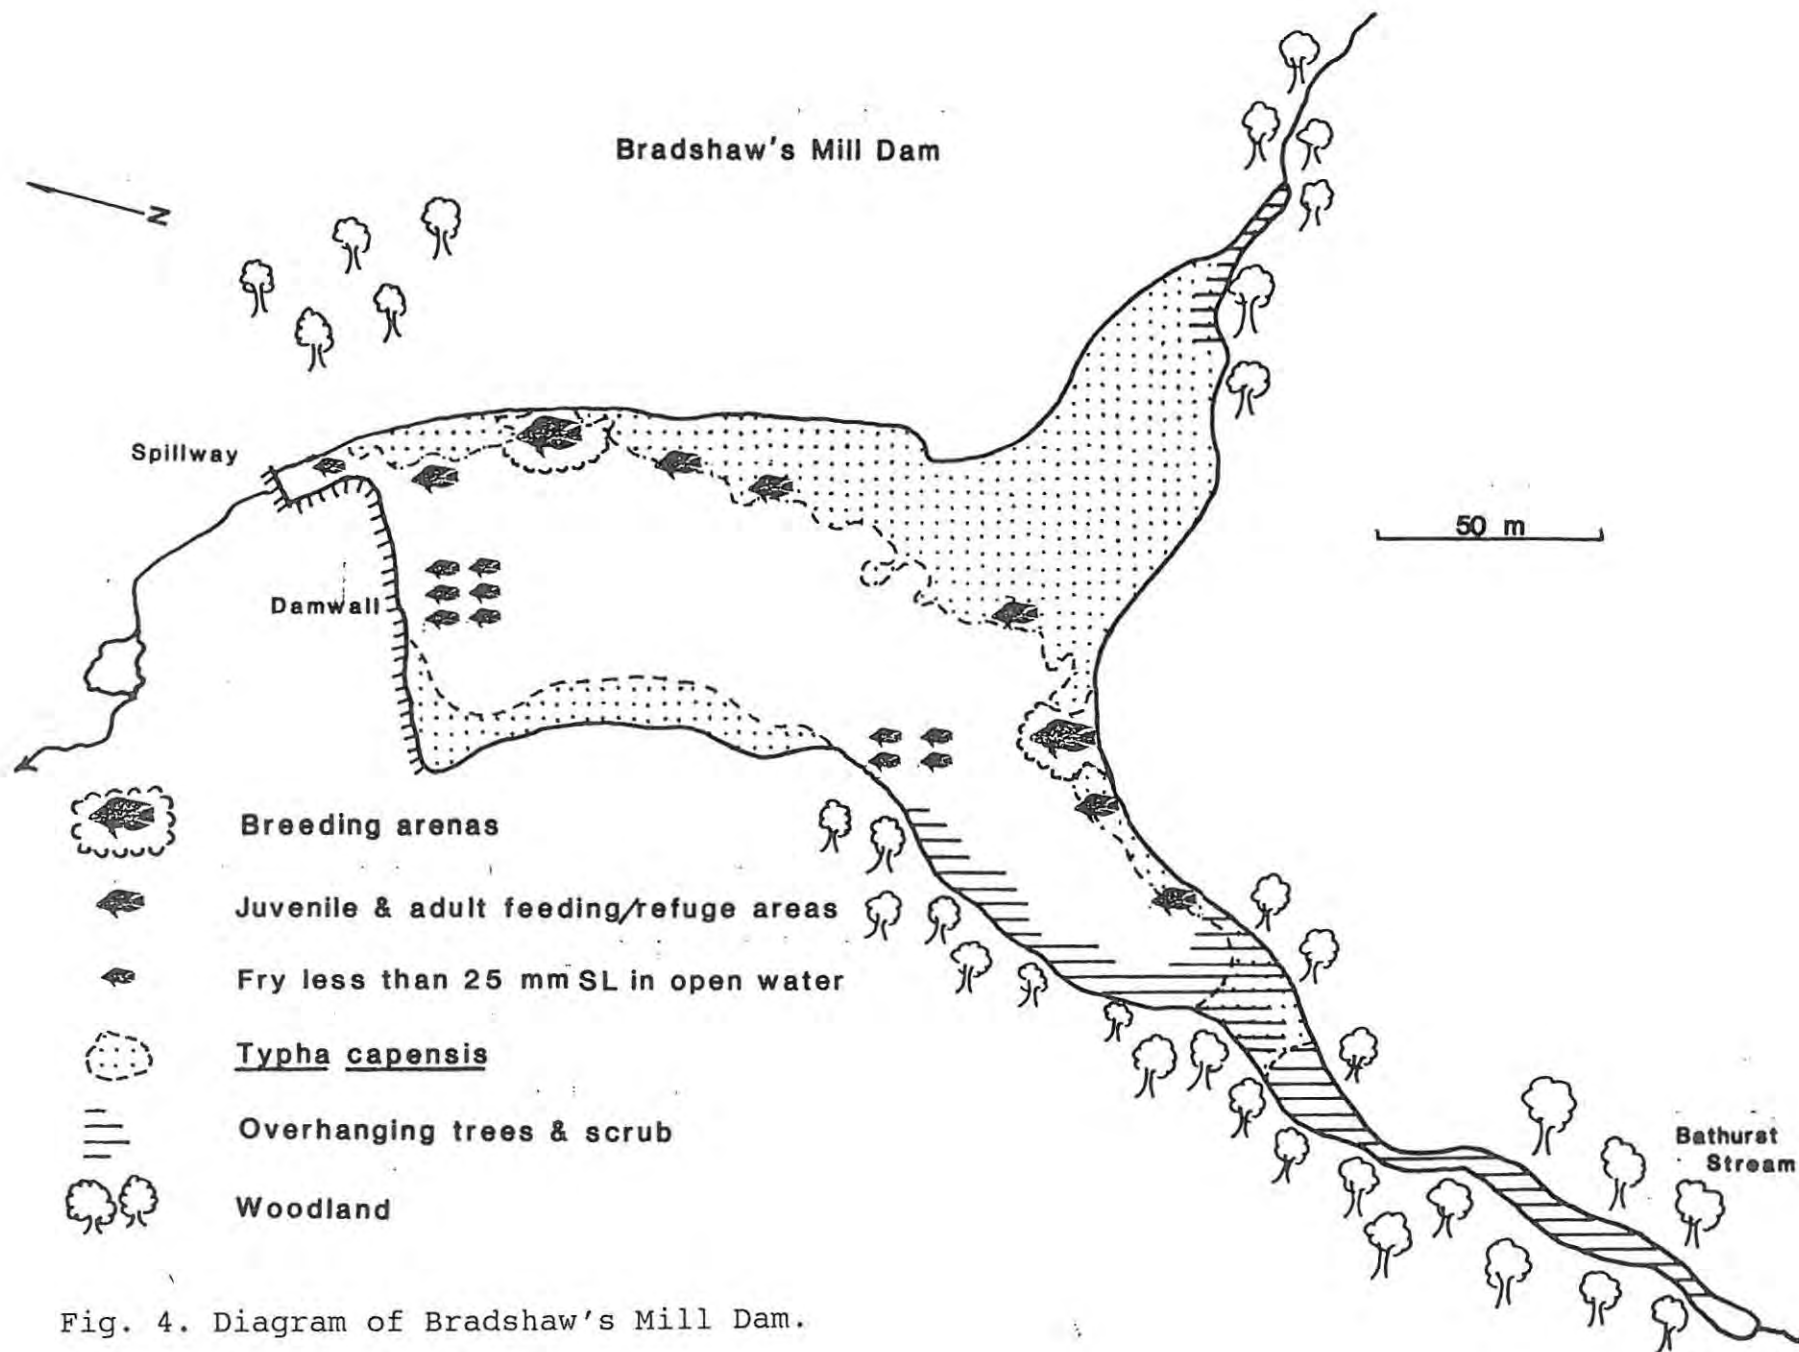 Bradshaw's Mill Dam
N
Spillway
50 m
Damwall
Breeding arenas
Juvenile & adult feeding/refuge areas
Fry less than 25 mm SL in open water
Typha capensis
Overhanging trees & scrub
Woodland
Bathurst
Stream
Fig. 4. Diagram of Bradshaw's Mill Dam.